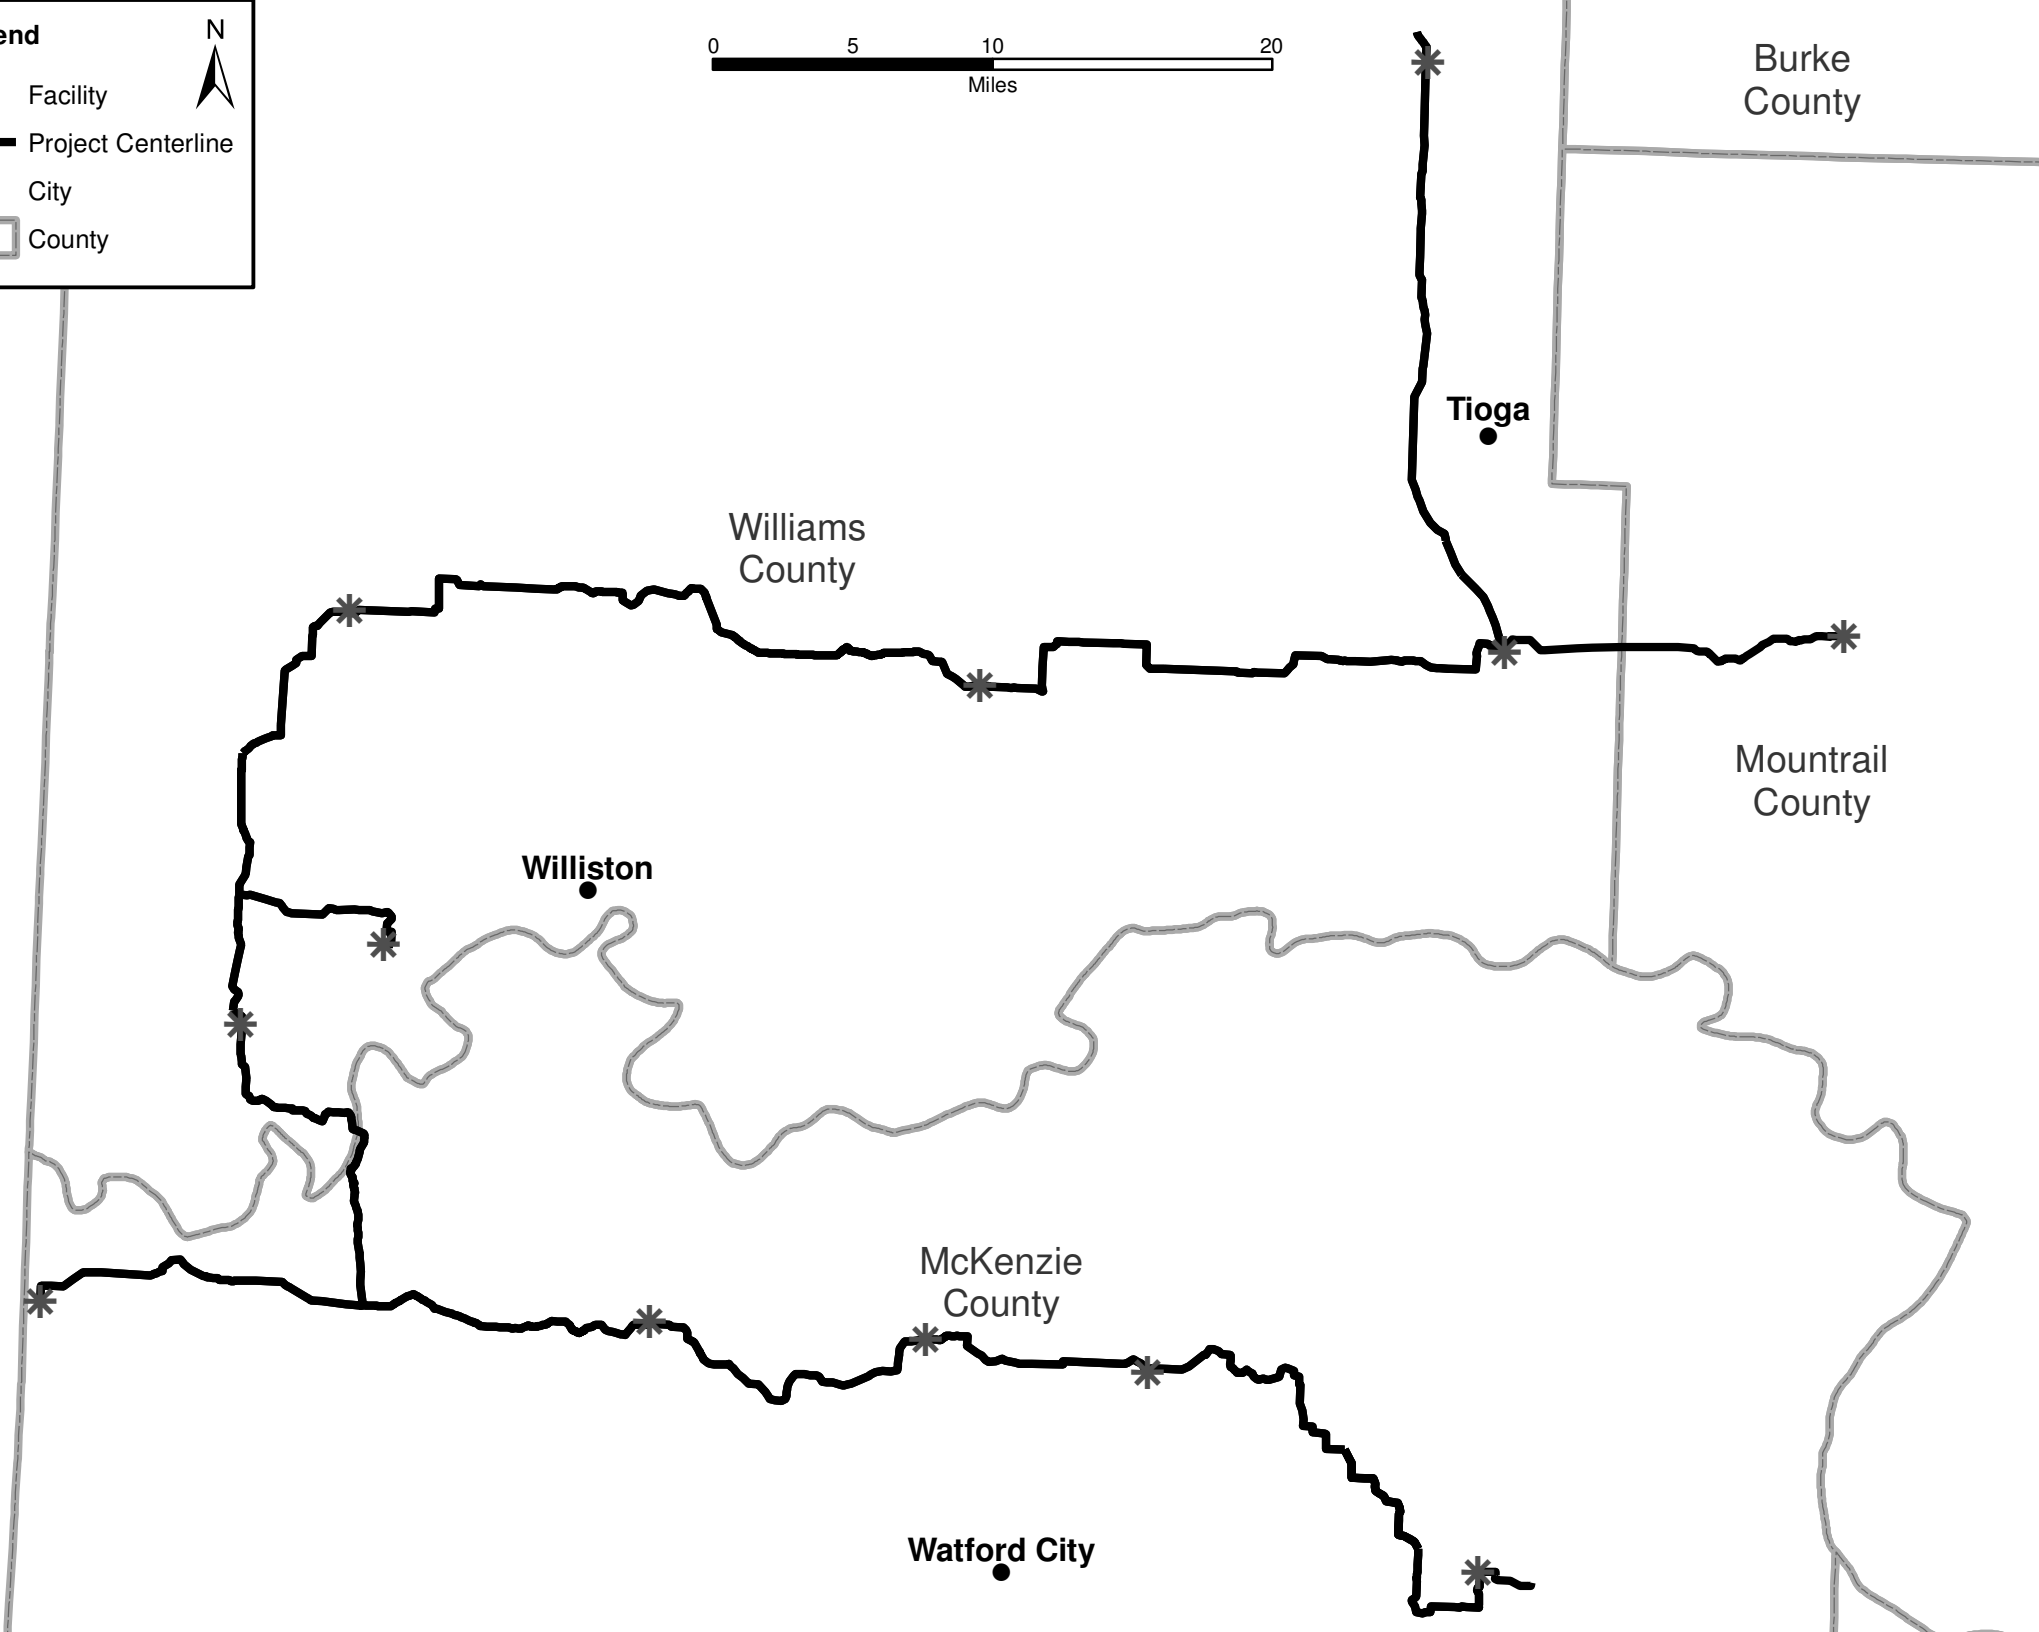 end
N
Facility
Project Centerline
City
County
0 5 10 20
Miles
Burke
County
Tioga
Williams
County
Mountrail
County
Williston
McKenzie
County
Watford City